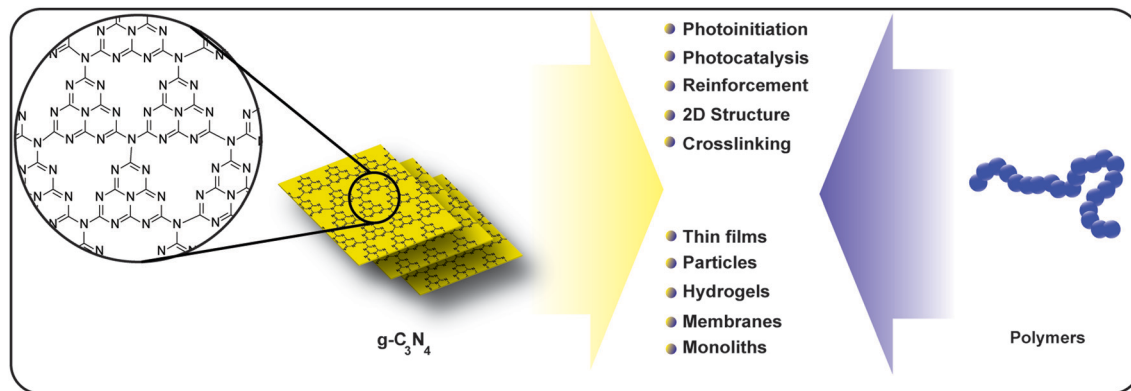 Photoinitiation
Photocatalysis
Reinforcement
2D Structure
Crosslinking
Thin films
Particles
Hydrogels
Membranes
Monoliths
g-C₃N₄
Polymers